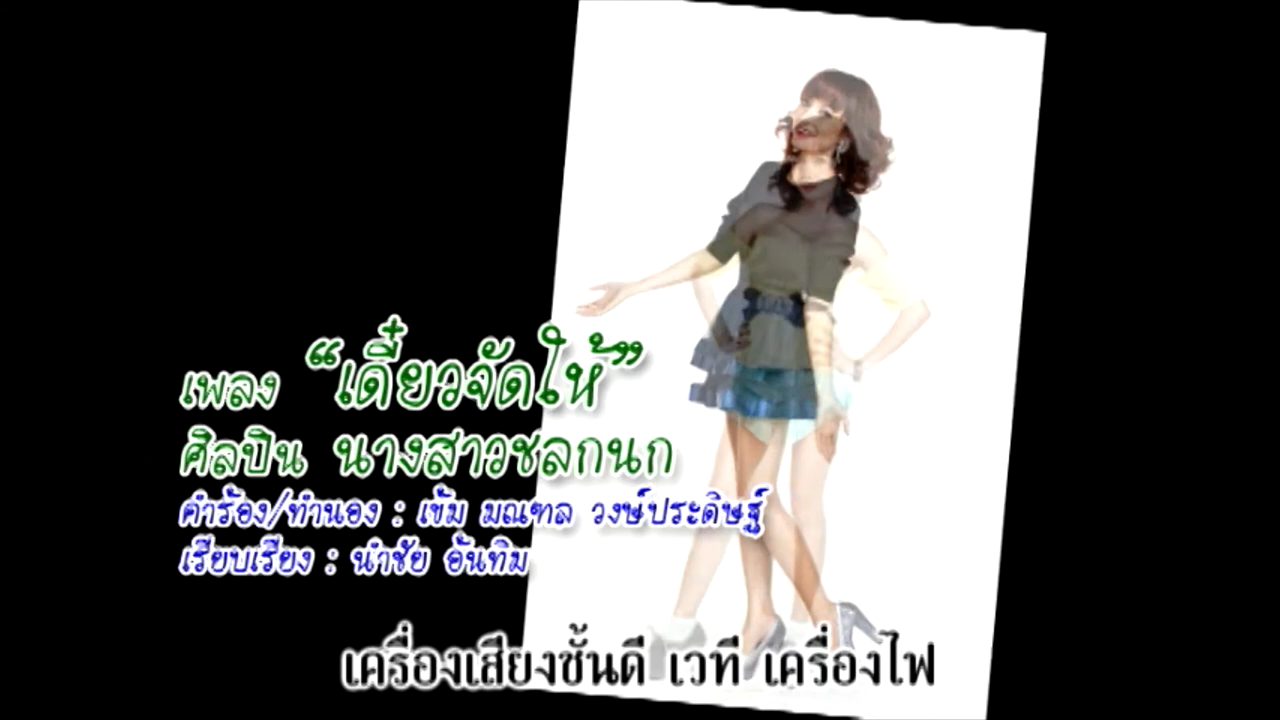 เพลง “เดี๋ยวจัดให้”
ศิลปิน นางสาวชลกนก
คำร้อง/ทำนอง : เข้ม มณฑล วงษ์ประดิษฐ์
เรียบเรียง : นำชัย อ้นทิม
เครื่องเสียงชั้นดี เวที เครื่องไฟ